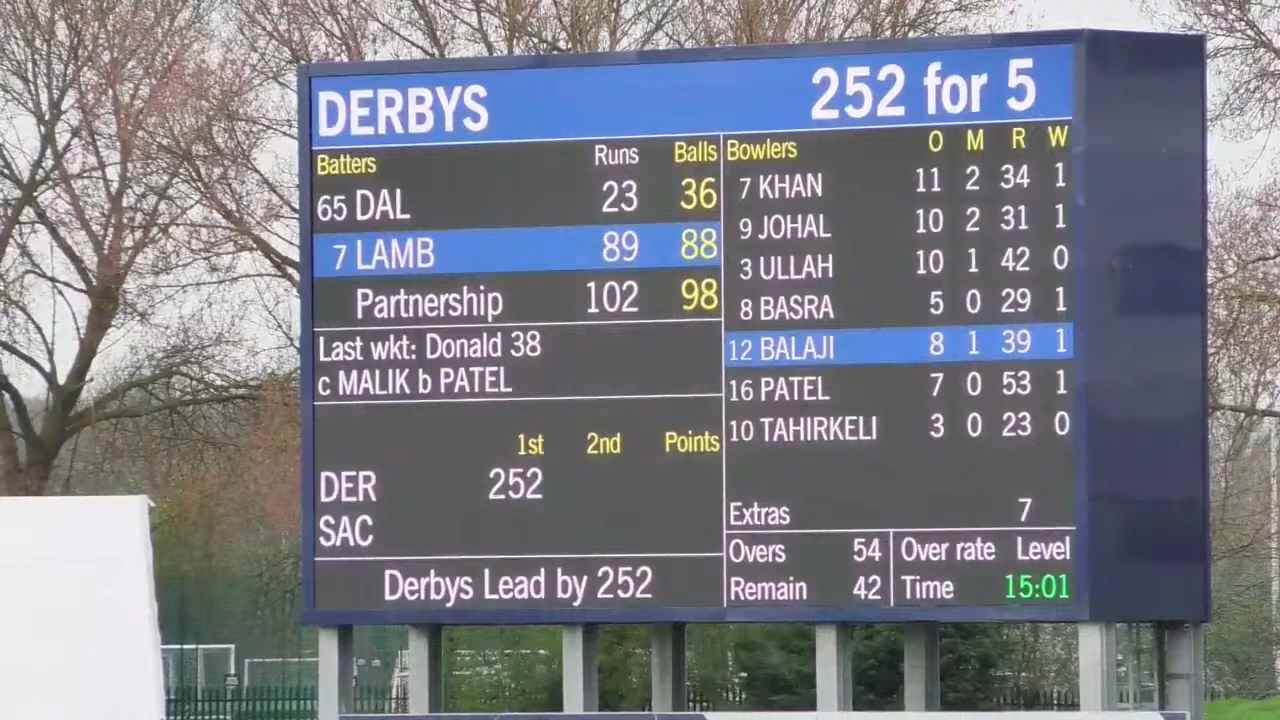 DERBYS 252 for 5
Batters Runs Balls
65 DAL 23 36
7 LAMB 89 88
Partnership 102 98
Last wkt: Donald 38
c MALIK b PATEL
1st 2nd Points
DER 252
SAC
Derbys Lead by 252
Bowlers O M R W
7 KHAN 11 2 34 1
9 JOHAL 10 2 31 1
3 ULLAH 10 1 42 0
8 BASRA 5 0 29 1
12 BALAJI 8 1 39 1
16 PATEL 7 0 53 1
10 TAHIRKELI 3 0 23 0
Extras 7
Overs 54
Remain 42
Over rate Level
Time 15:01